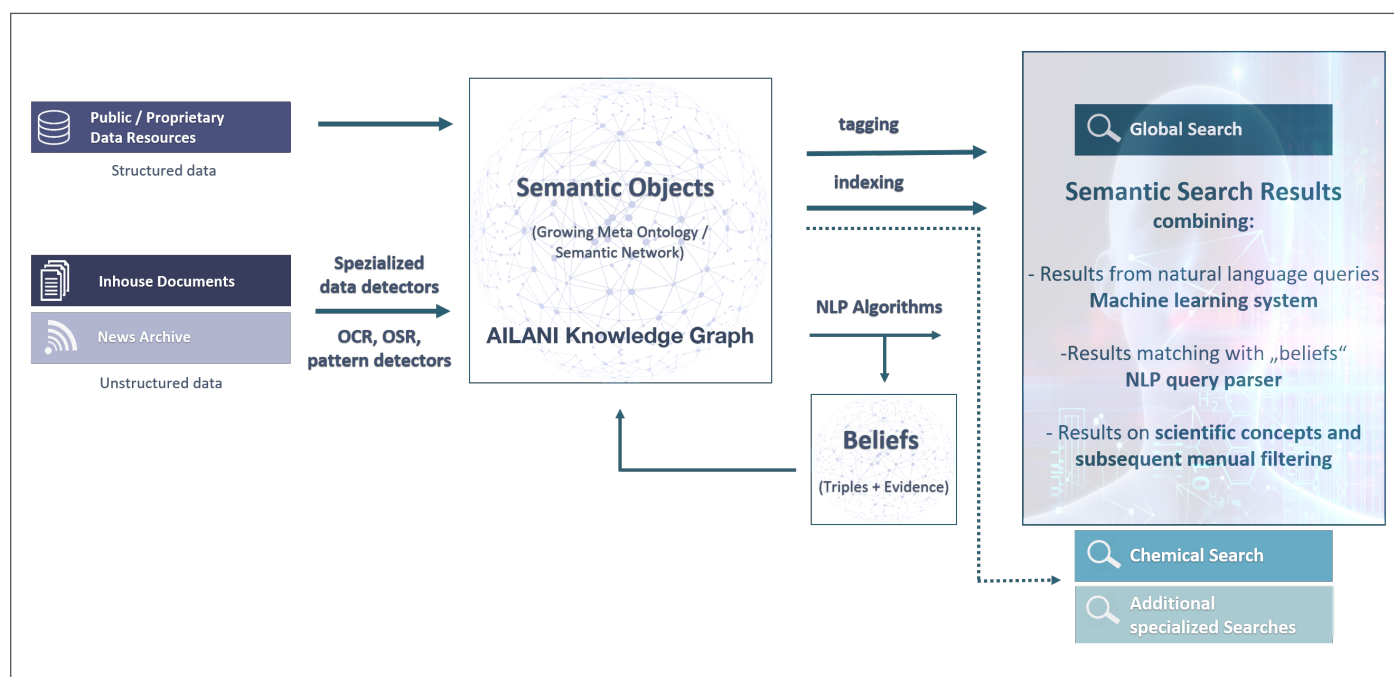 Public / Proprietary
Data Resources
Structured data
Inhouse Documents
News Archive
Unstructured data
Spezialized
data detectors
OCR, OSR,
pattern detectors
Semantic Objects
(Growing Meta Ontology /
Semantic Network)
AILANI Knowledge Graph
tagging
indexing
NLP Algorithms
Beliefs
(Triples + Evidence)
Global Search
Semantic Search Results
combining:
- Results from natural language queries
Machine learning system
-Results matching with „beliefs“
NLP query parser
- Results on scientific concepts and
subsequent manual filtering
H₂
H₂N
Chemical Search
Additional
specialized Searches